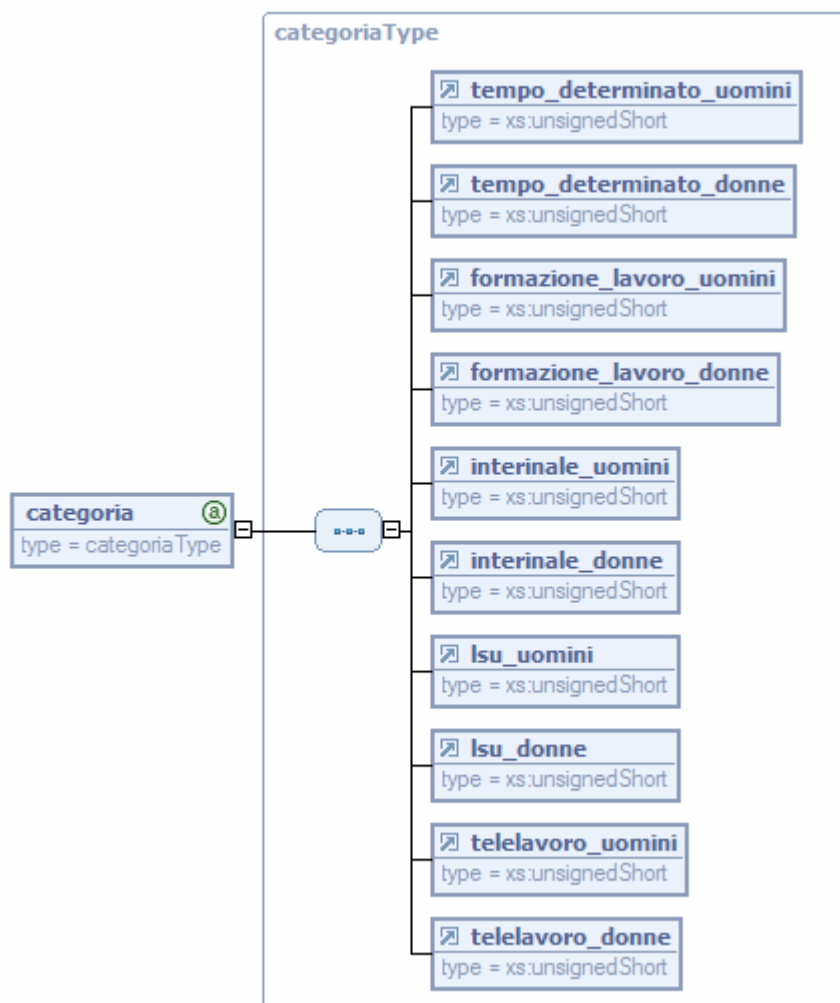 categoriaType
tempo_determinato_uomini
type = xs:unsignedShort
tempo_determinato_donne
type = xs:unsignedShort
formazione_lavoro_uomini
type = xs:unsignedShort
formazione_lavoro_donne
type = xs:unsignedShort
interinale_uomini
type = xs:unsignedShort
categoria a
type = categoriaType
interinale_donne
type = xs:unsignedShort
lsu_uomini
type = xs:unsignedShort
lsu_donne
type = xs:unsignedShort
telelavoro_uomini
type = xs:unsignedShort
telelavoro_donne
type = xs:unsignedShort